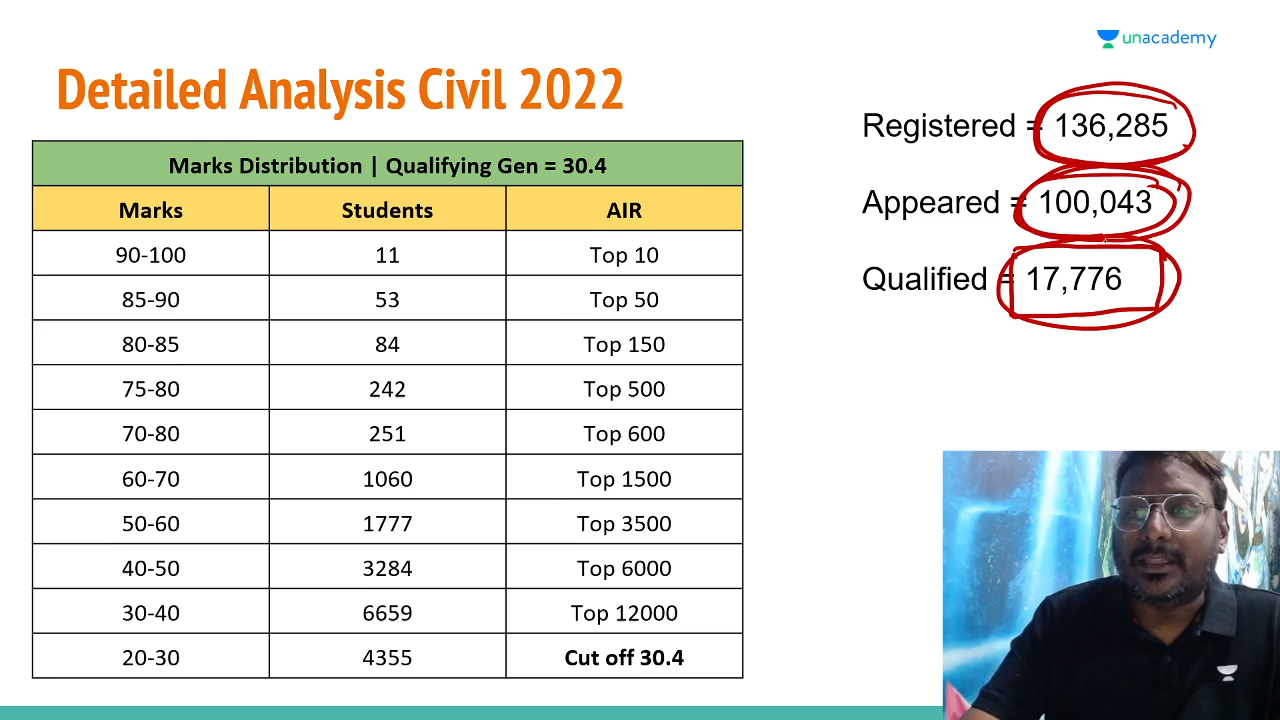 unacademy
Detailed Analysis Civil 2022
Registered = 136,285
Appeared = 100,043
Qualified = 17,776
Marks Distribution | Qualifying Gen = 30.4
Marks Students AIR
90-100 11 Top 10
85-90 53 Top 50
80-85 84 Top 150
75-80 242 Top 500
70-80 251 Top 600
60-70 1060 Top 1500
50-60 1777 Top 3500
40-50 3284 Top 6000
30-40 6659 Top 12000
20-30 4355 Cut off 30.4